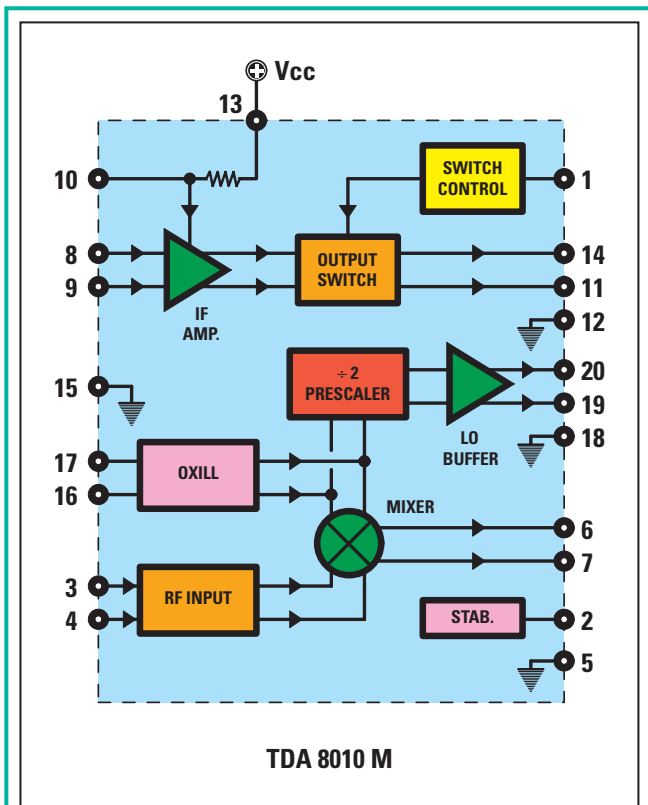 Vcc
13
10
SWITCH
CONTROL
1
8
OUTPUT
SWITCH
14
9
11
IF
AMP.
12
÷ 2
PRESCALER
20
15
19
LO
BUFFER
18
17
OXILL
16
MIXER
6
7
3
RF INPUT
4
STAB.
2
5
TDA 8010 M